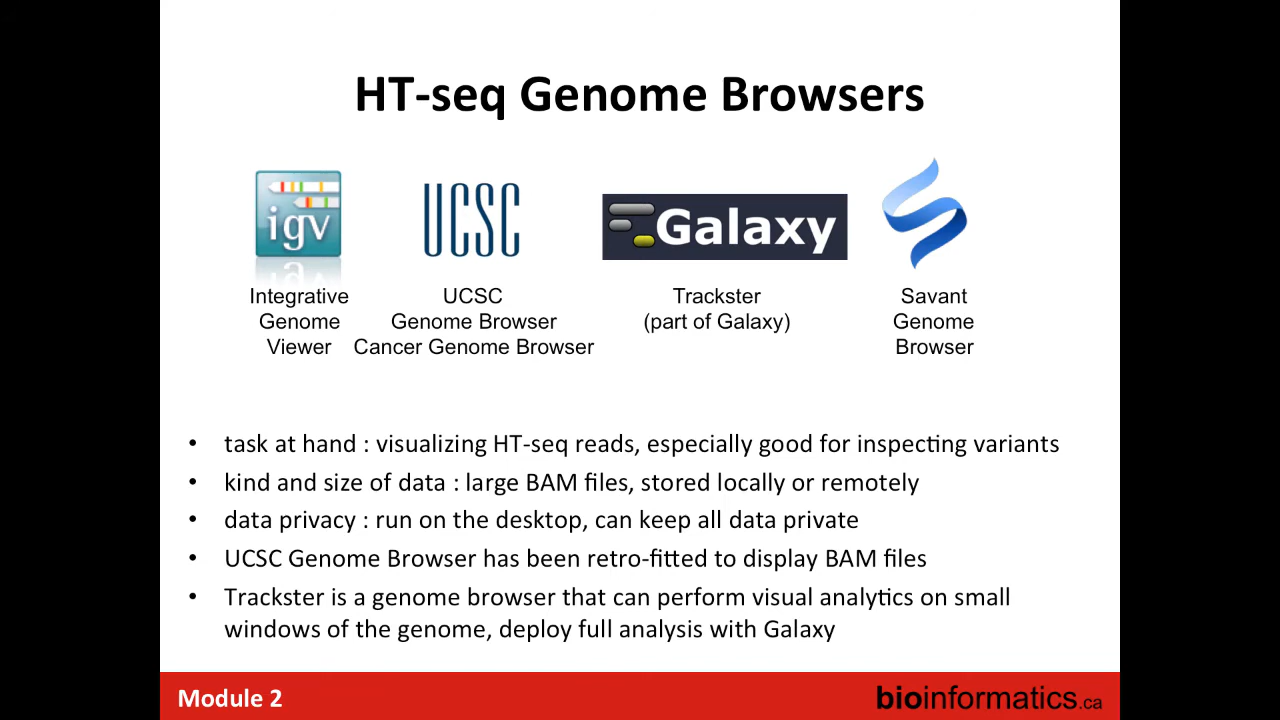 HT-seq Genome Browsers
igv
UCSC
Galaxy
Integrative
Genome
Viewer
UCSC
Genome Browser
Cancer Genome Browser
Trackster
(part of Galaxy)
Savant
Genome
Browser
• task at hand : visualizing HT-seq reads, especially good for inspecting variants
• kind and size of data : large BAM files, stored locally or remotely
• data privacy : run on the desktop, can keep all data private
• UCSC Genome Browser has been retro-fitted to display BAM files
• Trackster is a genome browser that can perform visual analytics on small
windows of the genome, deploy full analysis with Galaxy
Module 2
bioinformatics.ca